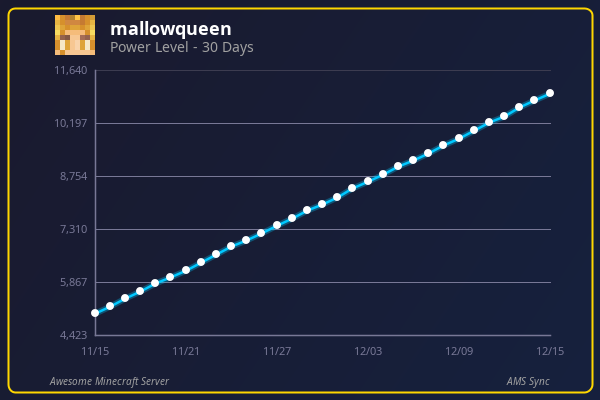 mallowqueen
Power Level - 30 Days
11,640
10,197
8,754
7,310
5,867
4,423
11/15 11/21 11/27 12/03 12/09 12/15
Awesome Minecraft Server AMS Sync